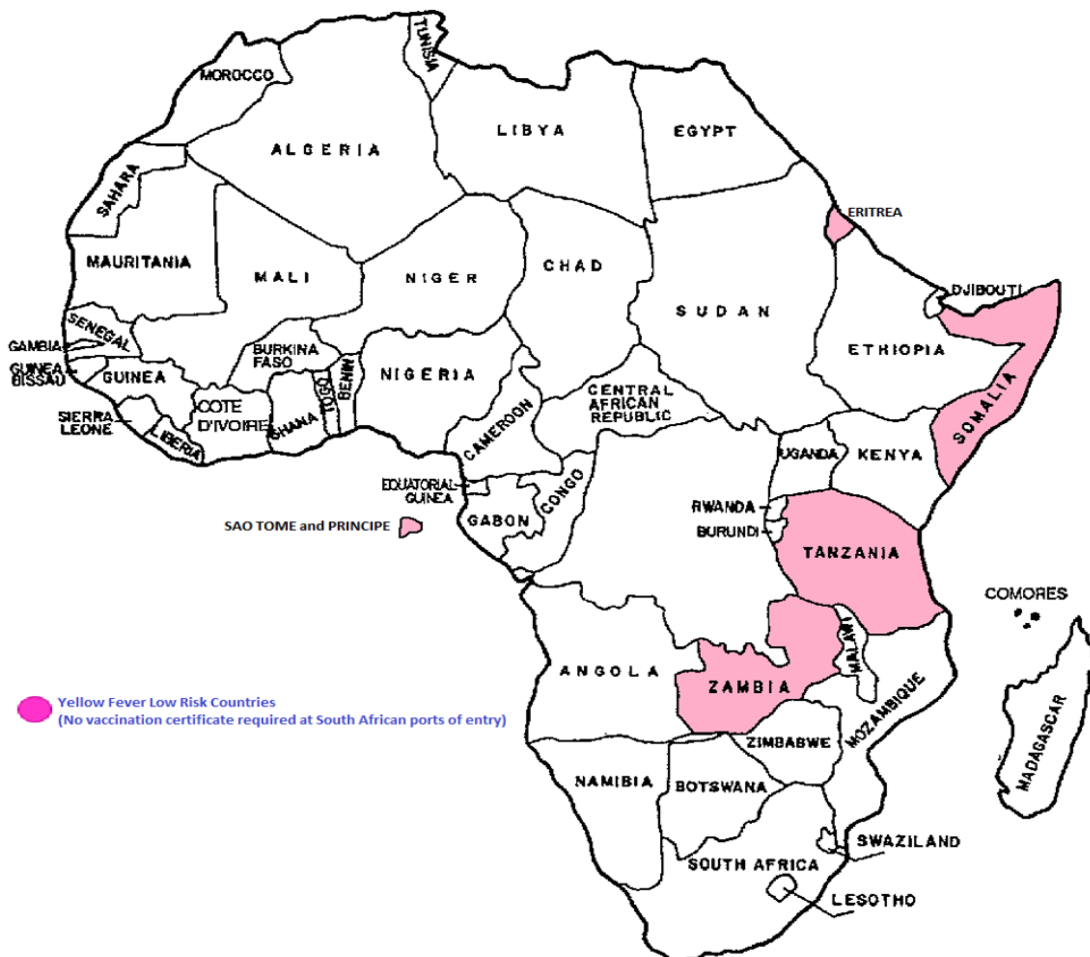 TUNISIA
MOROCCO
ALGERIA
LIBYA
EGYPT
SAHARA
ERITREA
MAURITANIA
MALI
NIGER
CHAD
SUDAN
DJIBOUTI
SENEGAL
GAMBIA
GUINEA
BISSAU
GUINEA
BURKINA
FASO
NIGERIA
ETHIOPIA
SOMALIA
SIERRA
LEONE
LIBERIA
COTE
D'IVOIRE
GHANA
TOGO
BENIN
CAMEROON
CENTRAL
AFRICAN
REPUBLIC
UGANDA
KENYA
EQUATORIAL
GUINEA
GABON
CONGO
RWANDA
BURUNDI
SAO TOME and PRINCIPE
TANZANIA
COMORES
ANGOLA
ZAMBIA
MALAWI
MOZAMBIQUE
MADAGASCAR
Yellow Fever Low Risk Countries
(No vaccination certificate required at South African ports of entry)
ZIMBABWE
NAMIBIA
BOTSWANA
SWAZILAND
SOUTH AFRICA
LESOTHO